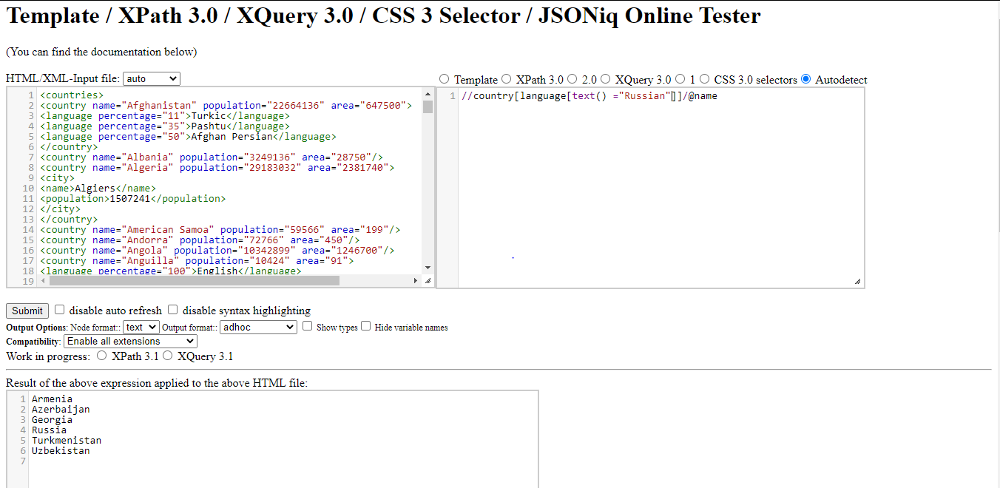 Template / XPath 3.0 / XQuery 3.0 / CSS 3 Selector / JSONiq Online Tester
(You can find the documentation below)
HTML/XML-Input file: auto
Template XPath 3.0 2.0 XQuery 3.0 1 CSS 3.0 selectors Autodetect
1 <countries>
2 <country name="Afghanistan" population="22664136" area="647500">
3 <language percentage="11">Turkic</language>
4 <language percentage="35">Pashtu</language>
5 <language percentage="50">Afghan Persian</language>
6 </country>
7 <country name="Albania" population="3249136" area="28750"/>
8 <country name="Algeria" population="29183032" area="2381740">
9 <city>
10 <name>Algiers</name>
11 <population>1507241</population>
12 </city>
13 </country>
14 <country name="American Samoa" population="59566" area="199"/>
15 <country name="Andorra" population="72766" area="450"/>
16 <country name="Angola" population="10342899" area="1246700"/>
17 <country name="Anguilla" population="10424" area="91">
18 <language percentage="100">English</language>
19
1 //country[language[text() ="Russian"]]/@name
Submit disable auto refresh disable syntax highlighting
Output Options: Node format:: text Output format:: adhoc Show types Hide variable names
Compatibility: Enable all extensions
Work in progress: XPath 3.1 XQuery 3.1
Result of the above expression applied to the above HTML file:
1 Armenia
2 Azerbaijan
3 Georgia
4 Russia
5 Turkmenistan
6 Uzbekistan
7